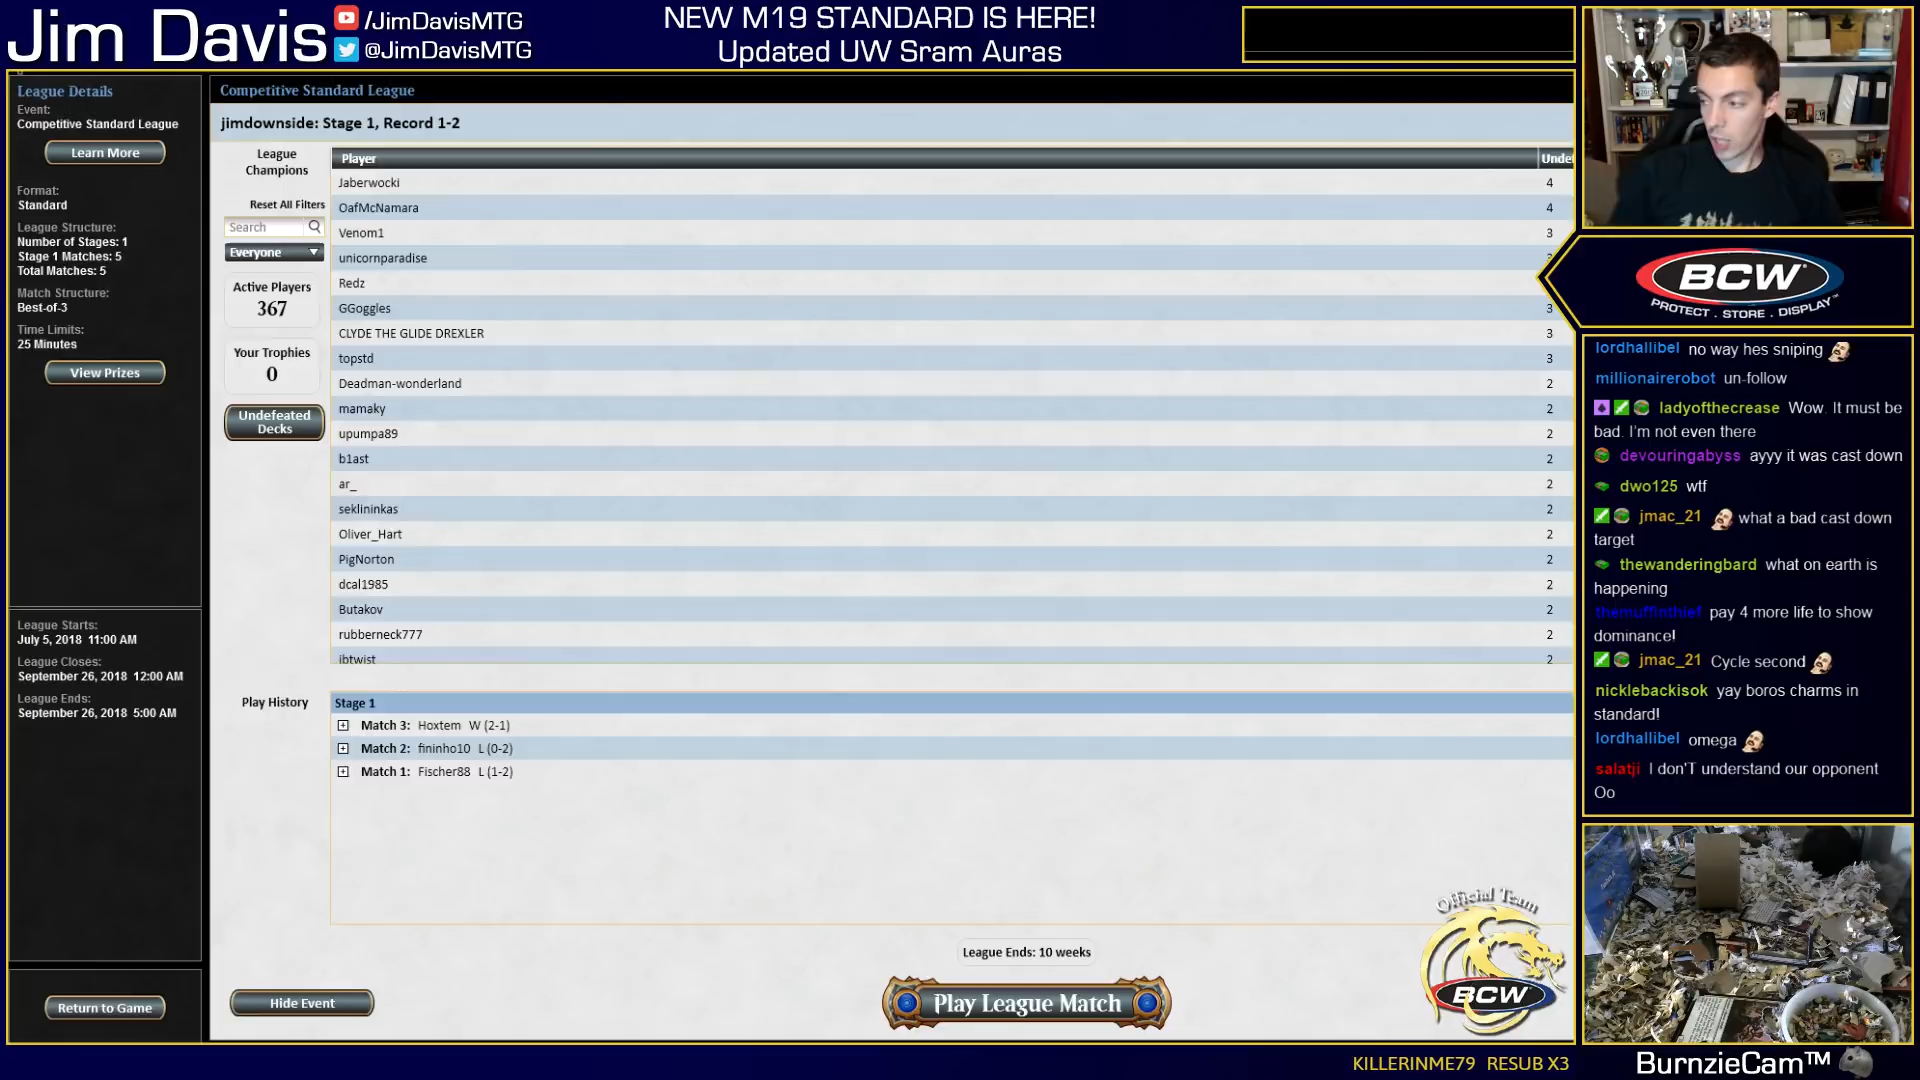 Jim Davis
/JimDavisMTG
@JimDavisMTG
NEW M19 STANDARD IS HERE!
Updated UW Sram Auras
League Details
Event:
Competitive Standard League
Learn More
Format:
Standard
League Structure:
Number of Stages: 1
Stage 1 Matches: 5
Total Matches: 5
Match Structure:
Best-of-3
Time Limits:
25 Minutes
View Prizes
League Starts:
July 5, 2018 11:00 AM
League Closes:
September 26, 2018 12:00 AM
League Ends:
September 26, 2018 5:00 AM
Return to Game
Competitive Standard League
jimdownside: Stage 1, Record 1-2
League
Champions
Reset All Filters
Search
Everyone
Active Players
367
Your Trophies
0
Undefeated
Decks
Player Undef
Jaberwocki 4
OafMcNamara 4
Venom1 3
unicornparadise 3
Redz
GGoggles 3
CLYDE THE GLIDE DREXLER 3
topstd 3
Deadman-wonderland 2
mamaky 2
upumpa89 2
b1ast 2
ar_ 2
seklininkas 2
Oliver_Hart 2
PigNorton 2
dcal1985 2
Butakov 2
rubberneck777 2
ibtwist 2
Play History
Stage 1
Match 3: Hoxtem W (2-1)
Match 2: fininho10 L (0-2)
Match 1: Fischer88 L (1-2)
League Ends: 10 weeks
Hide Event
Play League Match
Official Team
BCW
BCW
PROTECT . STORE . DISPLAY™
lordhallibel no way hes sniping
millionairerobot un-follow
ladyofthecrease Wow. It must be
bad. I'm not even there
devouringabyss ayyy it was cast down
dwo125 wtf
jmac_21 what a bad cast down
target
thewanderingbard what on earth is
happening
themuffinthief pay 4 more life to show
dominance!
jmac_21 Cycle second
nicklebackisok yay boros charms in
standard!
lordhallibel omega
salatji I don'T understand our opponent
Oo
KILLERINME79 RESUB X3
BurnzieCam™